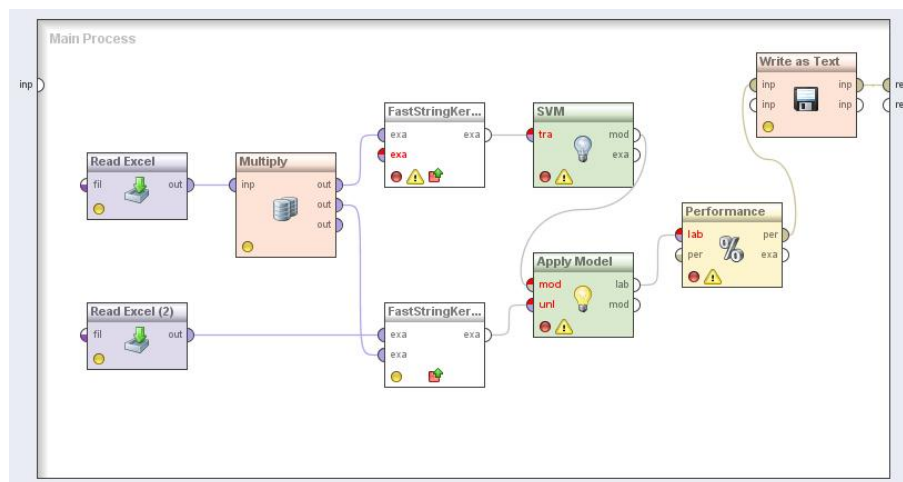 Main Process
inp
Write as Text
inp inp
inp inp
re
re
FastStringKer...
exa exa
exa
SVM
tra mod
exa
Read Excel
fil out
Multiply
inp out
out
out
Performance
lab per
per exa
% 
Apply Model
mod lab
unl mod
Read Excel (2)
fil out
FastStringKer...
exa exa
exa